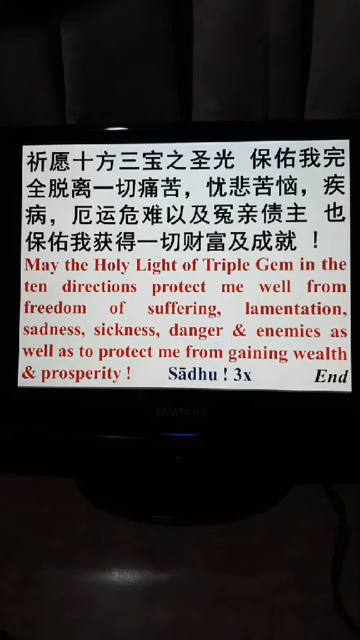 祈愿十方三宝之圣光 保佑我完
全脱离一切痛苦，忧悲苦恼，疾
病，厄运危难以及冤亲债主 也
保佑我获得一切财富及成就 ！
May the Holy Light of Triple Gem in the
ten directions protect me well from
freedom of suffering, lamentation,
sadness, sickness, danger & enemies as
well as to protect me from gaining wealth
& prosperity ! Sādhu ! 3x End
SAMSUNG